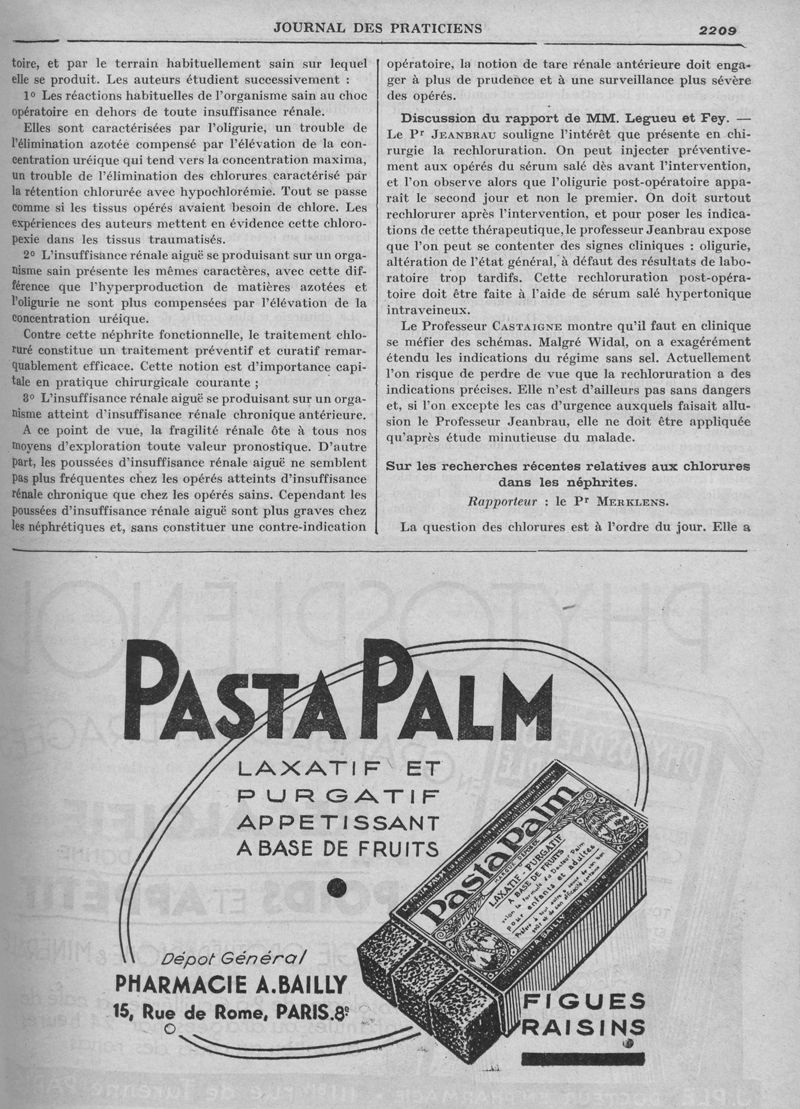 JOURNAL DES PRATICIENS
2209
toire, et par le terrain habituellement sain sur lequel
elle se produit. Les auteurs étudient successivement :
1º Les réactions habituelles de l'organisme sain au choc
opératoire en dehors de toute insuffisance rénale.
Elles sont caractérisées par l'oligurie, un trouble de
l'élimination azotée compensé par l'élévation de la con-
centration uréique qui tend vers la concentration maxima,
un trouble de l'élimination des chlorures caractérisé par
la rétention chlorurée avec hypochlorémie. Tout se passe
comme si les tissus opérés avaient besoin de chlore. Les
expériences des auteurs mettent en évidence cette chloro-
pexie dans les tissus traumatisés.
2º L'insuffisance rénale aiguë se produisant sur un orga-
nisme sain présente les mêmes caractères, avec cette dif-
férence que l'hyperproduction de matières azotées et
l'oligurie ne sont plus compensées par l'élévation de la
concentration uréique.
Contre cette néphrite fonctionnelle, le traitement chlo-
ruré constitue un traitement préventif et curatif remar-
quablement efficace. Cette notion est d'importance capi-
tale en pratique chirurgicale courante ;
3º L'insuffisance rénale aiguë se produisant sur un orga-
nisme atteint d'insuffisance rénale chronique antérieure.
A ce point de vue, la fragilité rénale ôte à tous nos
moyens d'exploration toute valeur pronostique. D'autre
part, les poussées d'insuffisance rénale aiguë ne semblent
pas plus fréquentes chez les opérés atteints d'insuffisance
rénale chronique que chez les opérés sains. Cependant les
poussées d'insuffisance rénale aiguë sont plus graves chez
les néphrétiques et, sans constituer une contre-indication
opératoire, la notion de tare rénale antérieure doit enga-
ger à plus de prudence et à une surveillance plus sévère
des opérés.
Discussion du rapport de MM. Legueu et Fey. —
Le Pr JEANBRAU souligne l'intérêt que présente en chi-
rurgie la rechloruration. On peut injecter préventive-
ment aux opérés du sérum salé dès avant l'intervention,
et l'on observe alors que l'oligurie post-opératoire appa-
raît le second jour et non le premier. On doit surtout
rechlorurer après l'intervention, et pour poser les indica-
tions de cette thérapeutique, le professeur Jeanbrau expose
que l'on peut se contenter des signes cliniques : oligurie,
altération de l'état général, à défaut des résultats de labo-
ratoire trop tardifs. Cette rechloruration post-opéra-
toire doit être faite à l'aide de sérum salé hypertonique
intraveineux.
Le Professeur CASTAIGNE montre qu'il faut en clinique
se méfier des schémas. Malgré Widal, on a exagérément
étendu les indications du régime sans sel. Actuellement
l'on risque de perdre de vue que la rechloruration a des
indications précises. Elle n'est d'ailleurs pas sans dangers
et, si l'on excepte les cas d'urgence auxquels faisait allu-
sion le Professeur Jeanbrau, elle ne doit être appliquée
qu'après étude minutieuse du malade.
Sur les recherches récentes relatives aux chlorures
dans les néphrites.
Rapporteur : le Pr MERKLENS.
La question des chlorures est à l'ordre du jour. Elle a
PASTA PALM
LAXATIF ET
PURGATIF
APPETISSANT
A BASE DE FRUITS
Pasta Palm
LAXATIF - PURGATIF
A BASE DE FRUITS
selon la formule du Docteur Palm
pour enfants et adultes
Dépot Général
PHARMACIE A.BAILLY
15, Rue de Rome, PARIS.8e
FIGUES
RAISINS